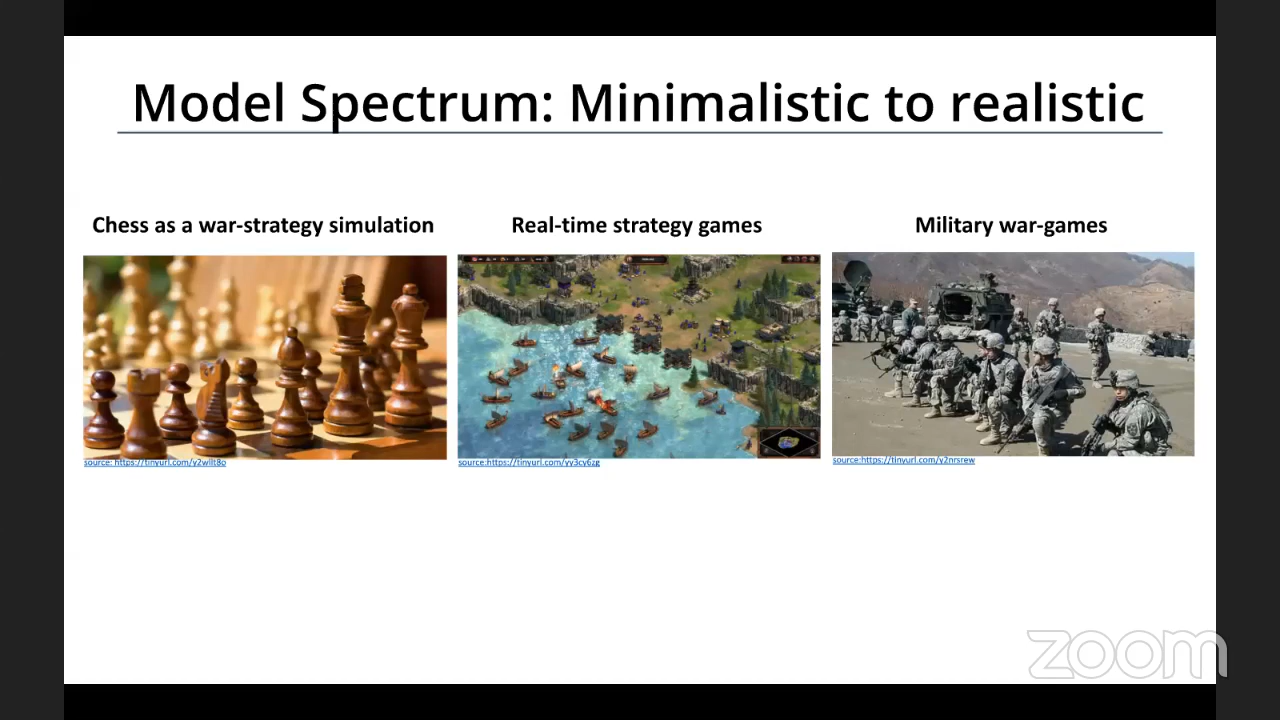 Model Spectrum: Minimalistic to realistic
Chess as a war-strategy simulation
Real-time strategy games
Military war-games
source: https://tinyurl.com/y2wilt8o
source:https://tinyurl.com/yy3cy6zg
source:https://tinyurl.com/y2nrsrew
zoom